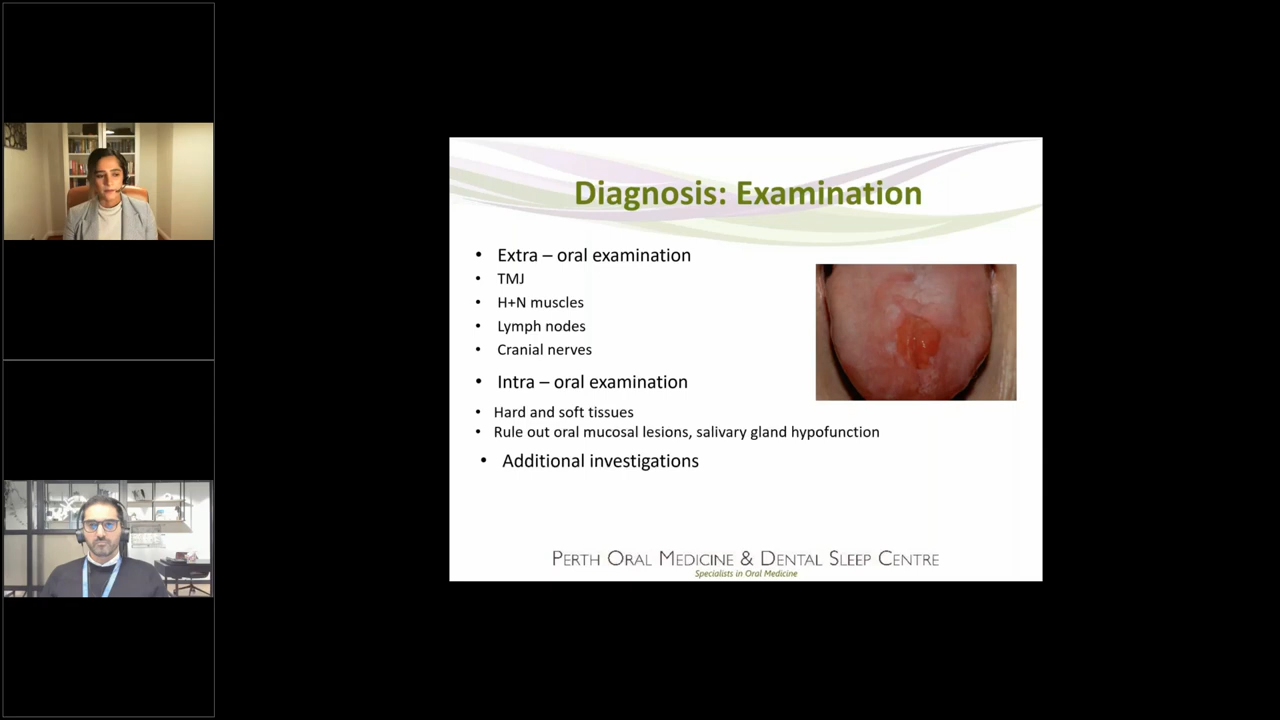 Diagnosis: Examination
• Extra – oral examination
• TMJ
• H+N muscles
• Lymph nodes
• Cranial nerves
• Intra – oral examination
• Hard and soft tissues
• Rule out oral mucosal lesions, salivary gland hypofunction
• Additional investigations
PERTH ORAL MEDICINE & DENTAL SLEEP CENTRE
Specialists in Oral Medicine